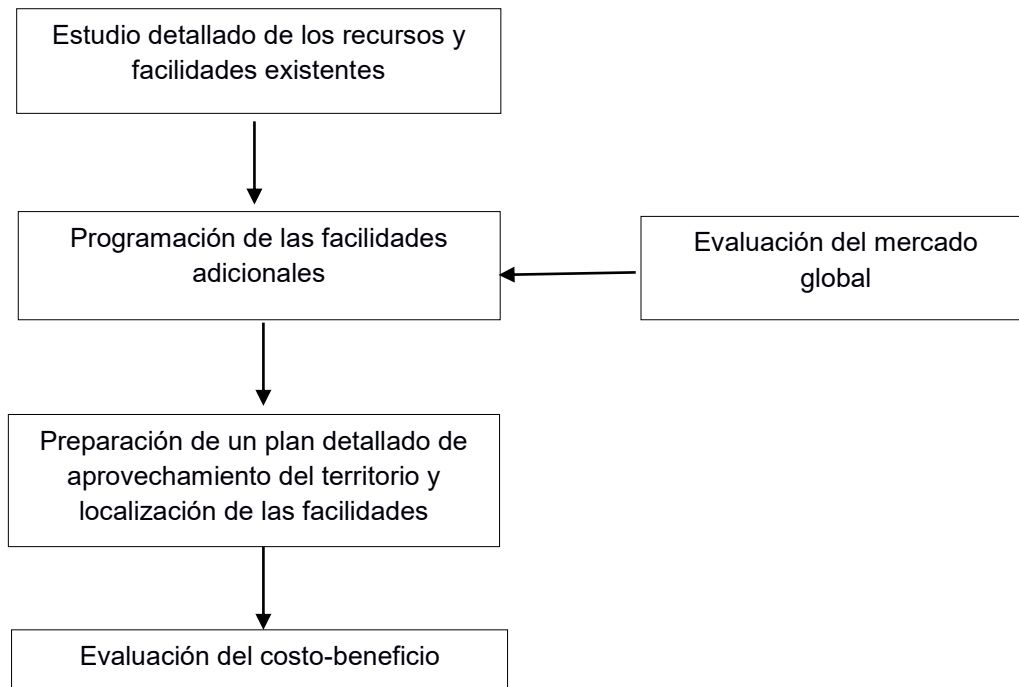 Estudio detallado de los recursos y
facilidades existentes
Programación de las facilidades
adicionales
Evaluación del mercado
global
Preparación de un plan detallado de
aprovechamiento del territorio y
localización de las facilidades
Evaluación del costo-beneficio